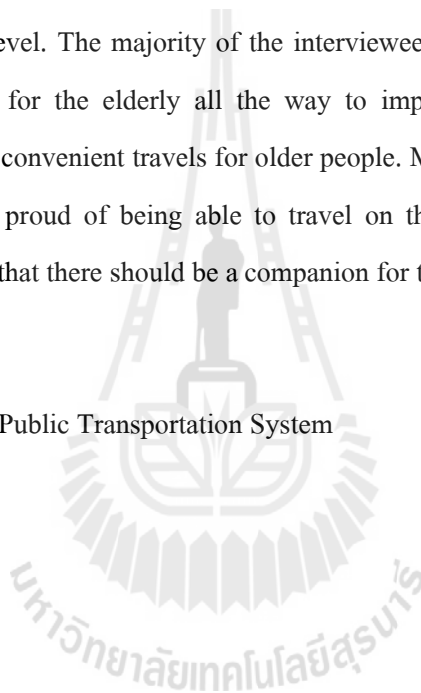 evel. The majority of the interviewee
for the elderly all the way to imp
convenient travels for older people. M
proud of being able to travel on th
that there should be a companion for t
Public Transportation System
มหาวิทยาลัยเทคโนโลยีสุรนารี